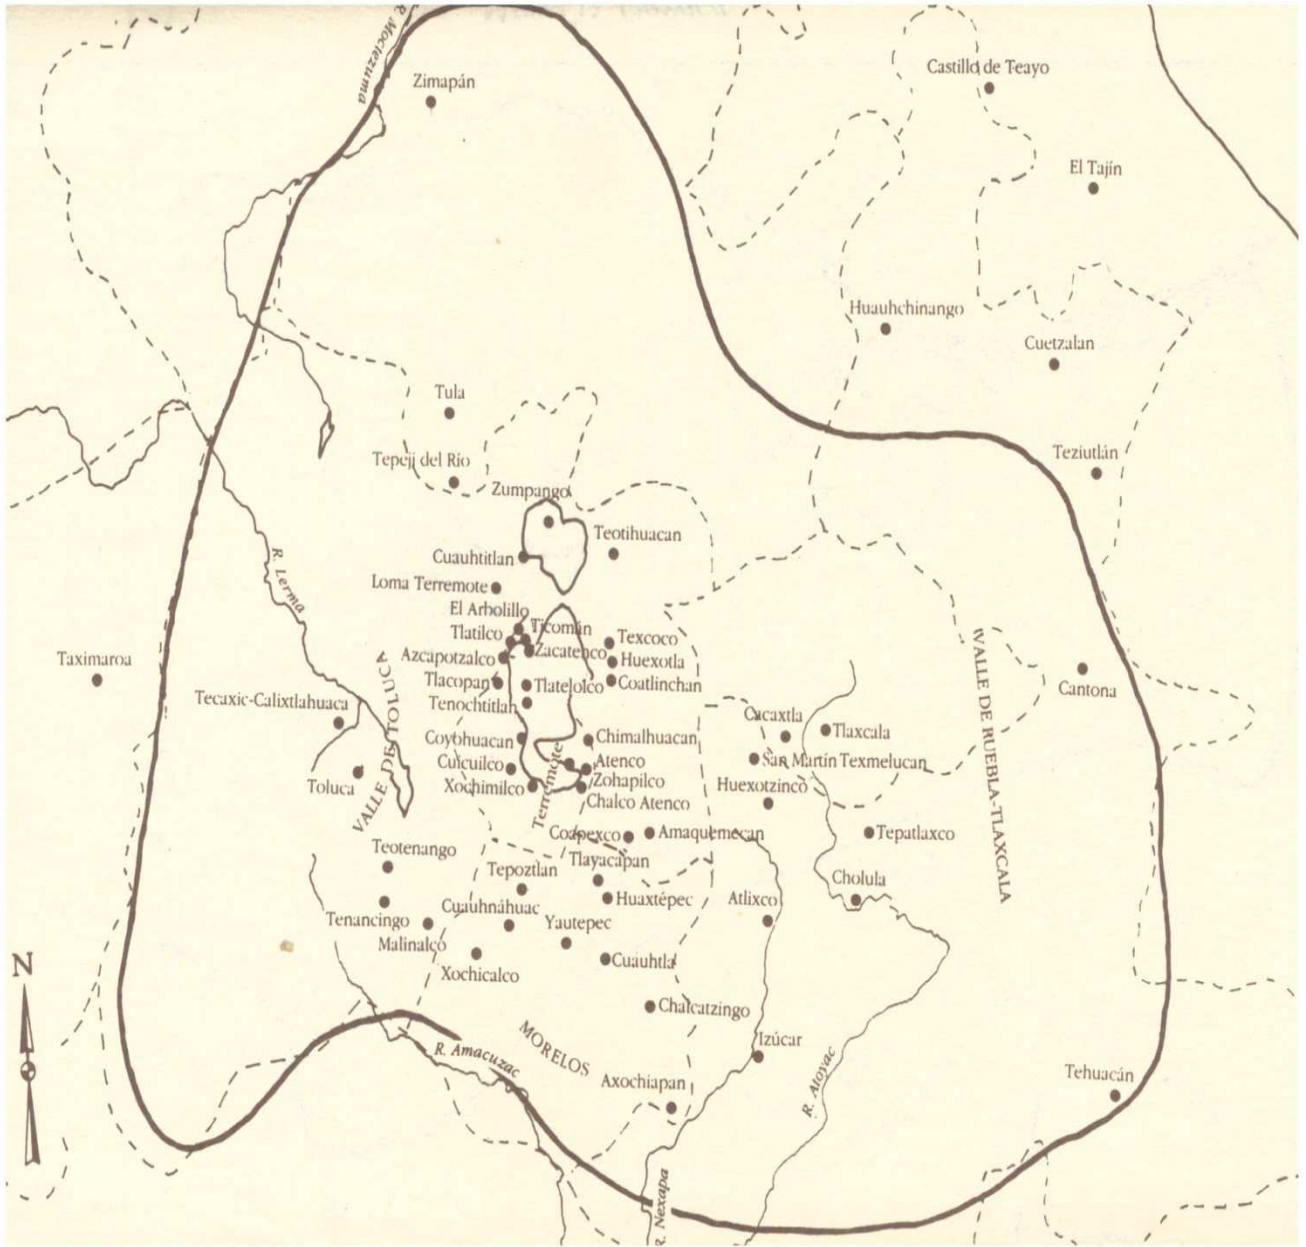 R. Moctezuma
Zimapán
Castillo de Teayo
El Tajín
Huauhchinango
Cuetzalan
Tula
Teziutlán
Tepeji del Río
Zumpango
Teotihuacan
Cuauhtitlan
R. Lerma
Loma Terremote
El Arbolillo
Ticomán
Tlatilco
Texcoco
Zacatenco
Azcapotzalco
Huexotla
Taximaroa
Tlacopan
Tlatelolco
Coatlinchan
Cantona
Tecaxic-Calixtlahuaca
Tenochtitlan
VALLE DE TOLUCA
VALLE DE RUEBLA-TLAXCALA
Cacaxtla
Tlaxcala
Coyohuacan
Chimalhuacan
Cuicuilco
Atenco
San Martín Texmelucan
Toluca
Xochimilco
Terremote
Zohapilco
Huexotzinco
Chalco Atenco
Coapexco
Amaquemecan
Tepatlaxco
Teotenango
Tlayacapan
Tepoztlan
Cholula
Huaxtépec
Atlixco
Cuauhnáhuac
Tenancingo
Yautepec
Malinalco
Xochicalco
Cuauhtla
N
Chalcatzingo
MORELOS
Izúcar
R. Amacuzac
Axochiapan
R. Atoyac
Tehuacán
R. Nexapa